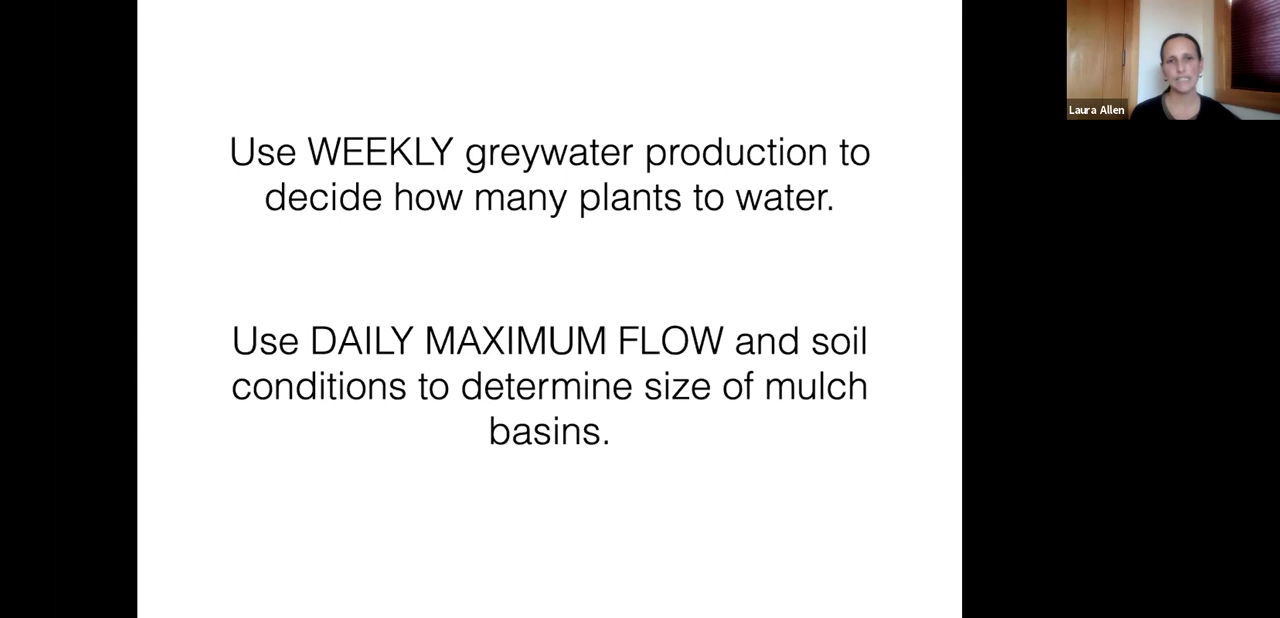 Use WEEKLY greywater production to
decide how many plants to water.
Use DAILY MAXIMUM FLOW and soil
conditions to determine size of mulch
basins.
Laura Allen